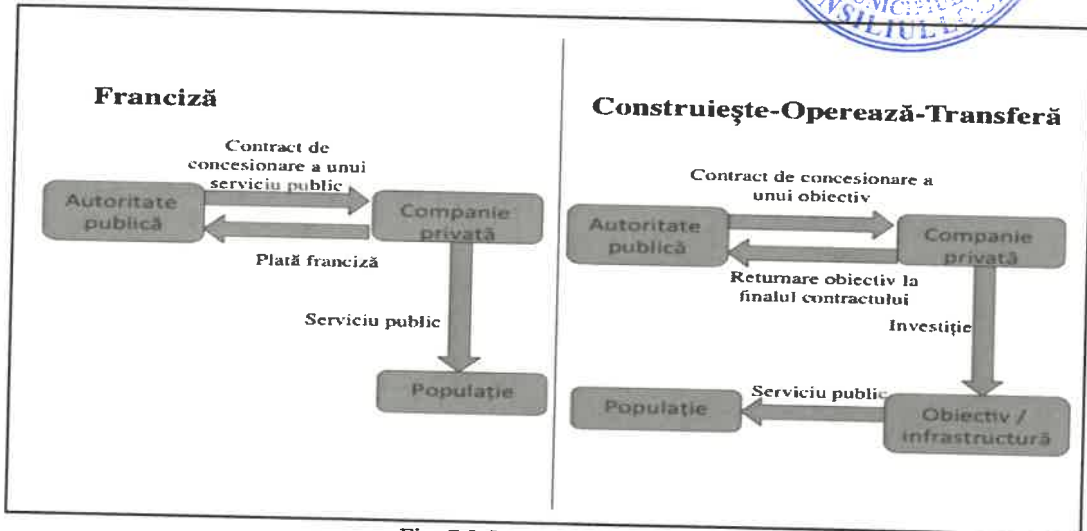 CONSILIUL
Franciză
Contract de
concesionare a unui
serviciu public
Autoritate
publică
Companie
privată
Plată franciză
Serviciu public
Populație
Construiește-Operează-Transferă
Contract de concesionare a
unui obiectiv
Autoritate
publică
Companie
privată
Returnare obiectiv la
finalul contractului
Investiție
Serviciu public
Populație
Obiectiv /
infrastructură